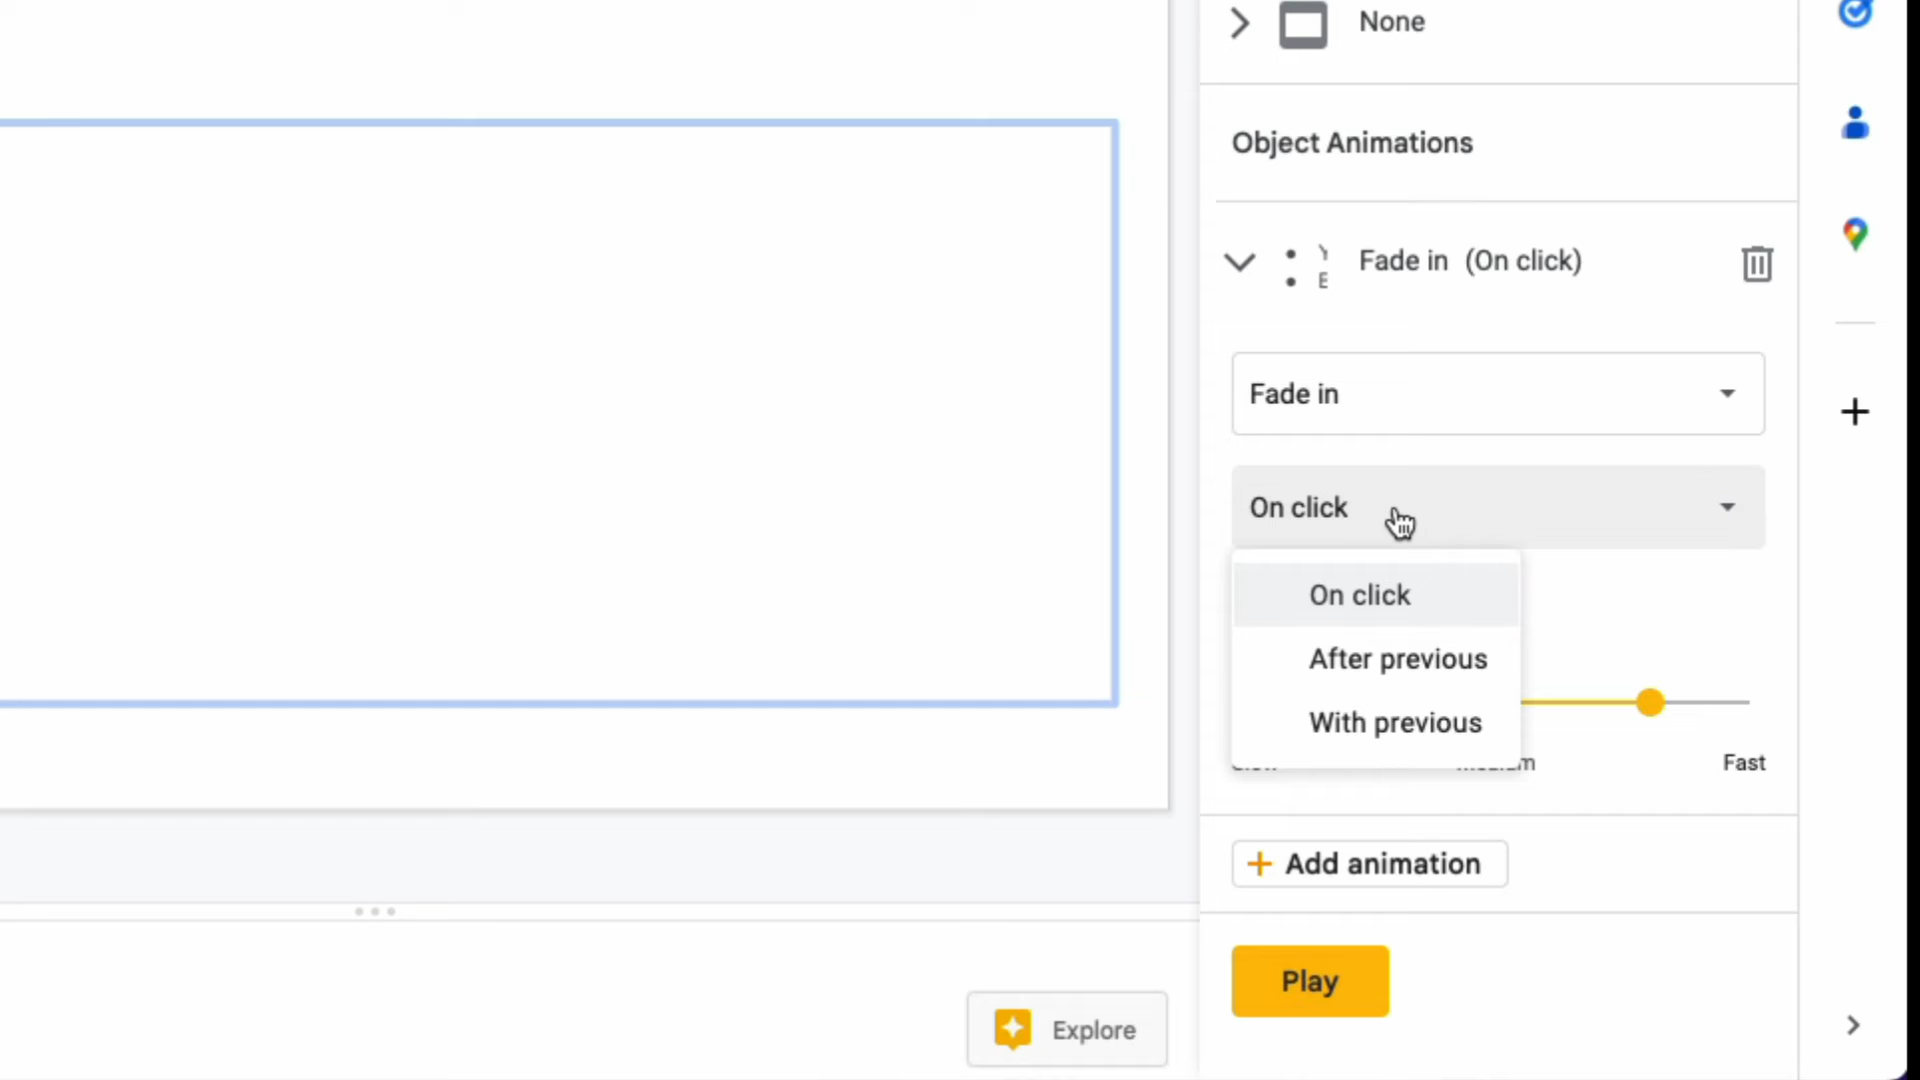 None
Object Animations
Y
E
Fade in (On click)
Fade in
On click
On click
After previous
With previous
Fast
Add animation
Play
Explore